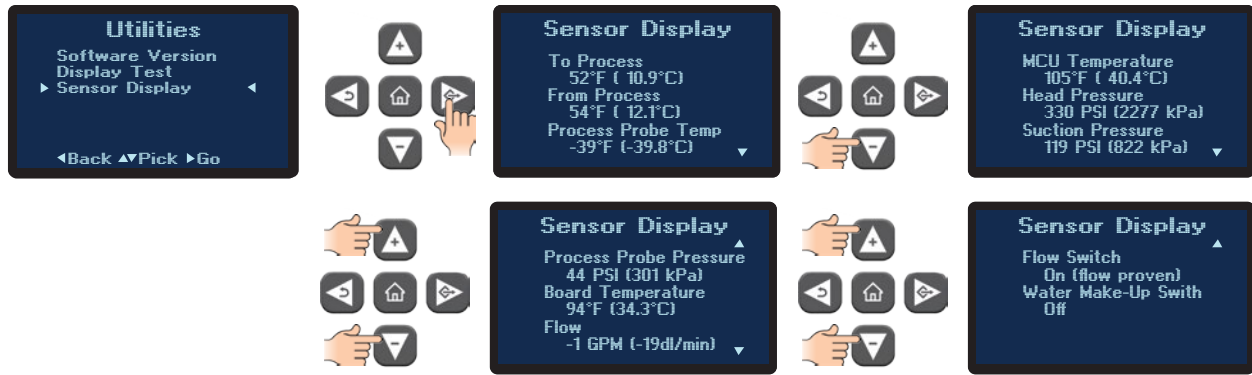 Utilities
Software Version
Display Test
▶ Sensor Display ◀
◀Back ▲▼Pick ▶Go
Sensor Display
To Process
52°F ( 10.9°C)
From Process
54°F ( 12.1°C)
Process Probe Temp
-39°F (-39.8°C) ▼
Sensor Display
MCU Temperature
105°F ( 40.4°C)
Head Pressure
330 PSI (2277 kPa)
Suction Pressure
119 PSI (822 kPa) ▼
Sensor Display
Process Probe Pressure
44 PSI (301 kPa)
Board Temperature
94°F (34.3°C)
Flow
-1 GPM (-19dl/min) ▼
Sensor Display
Flow Switch
On (flow proven)
Water Make-Up Swith
Off